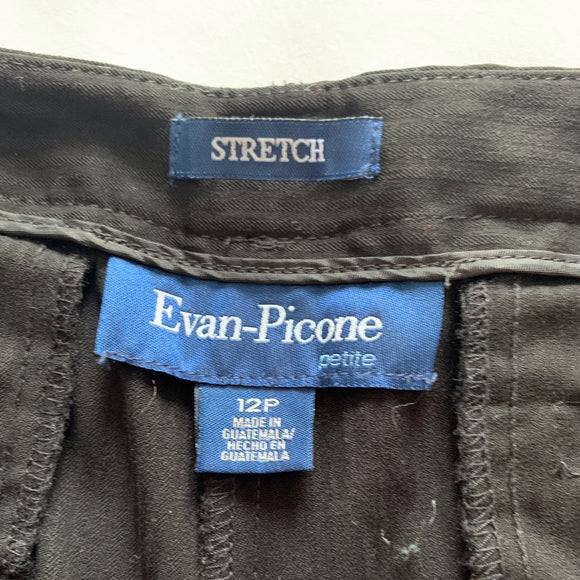 STRETCH
Evan-Picone
petite
12P
MADE IN
GUATEMALA/
HECHO EN
GUATEMALA